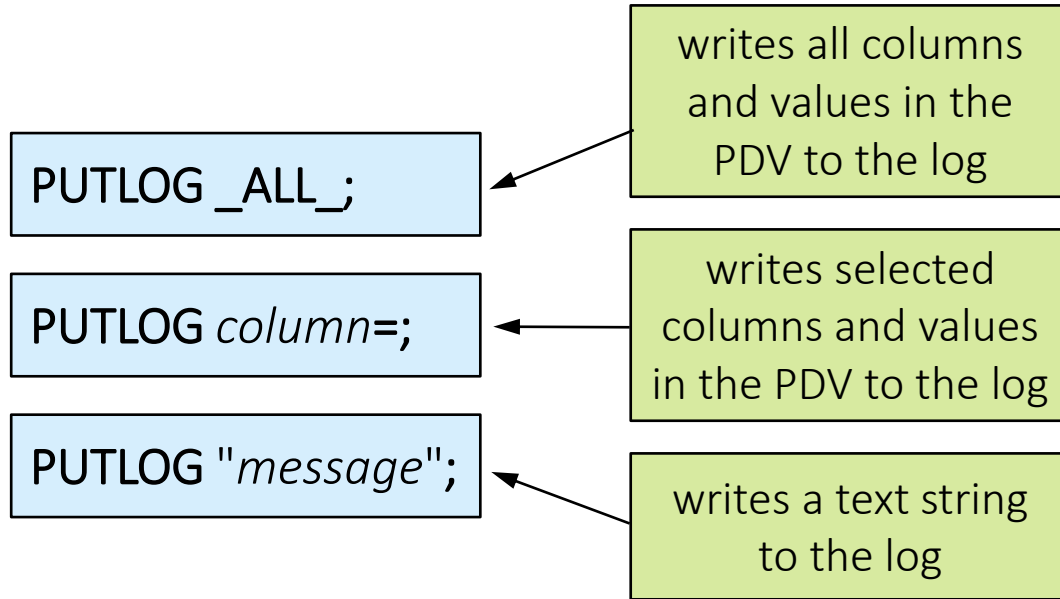 writes all columns
and values in the
PDV to the log
PUTLOG _ALL_;
writes selected
columns and values
in the PDV to the log
PUTLOG column=;
PUTLOG "message";
writes a text string
to the log